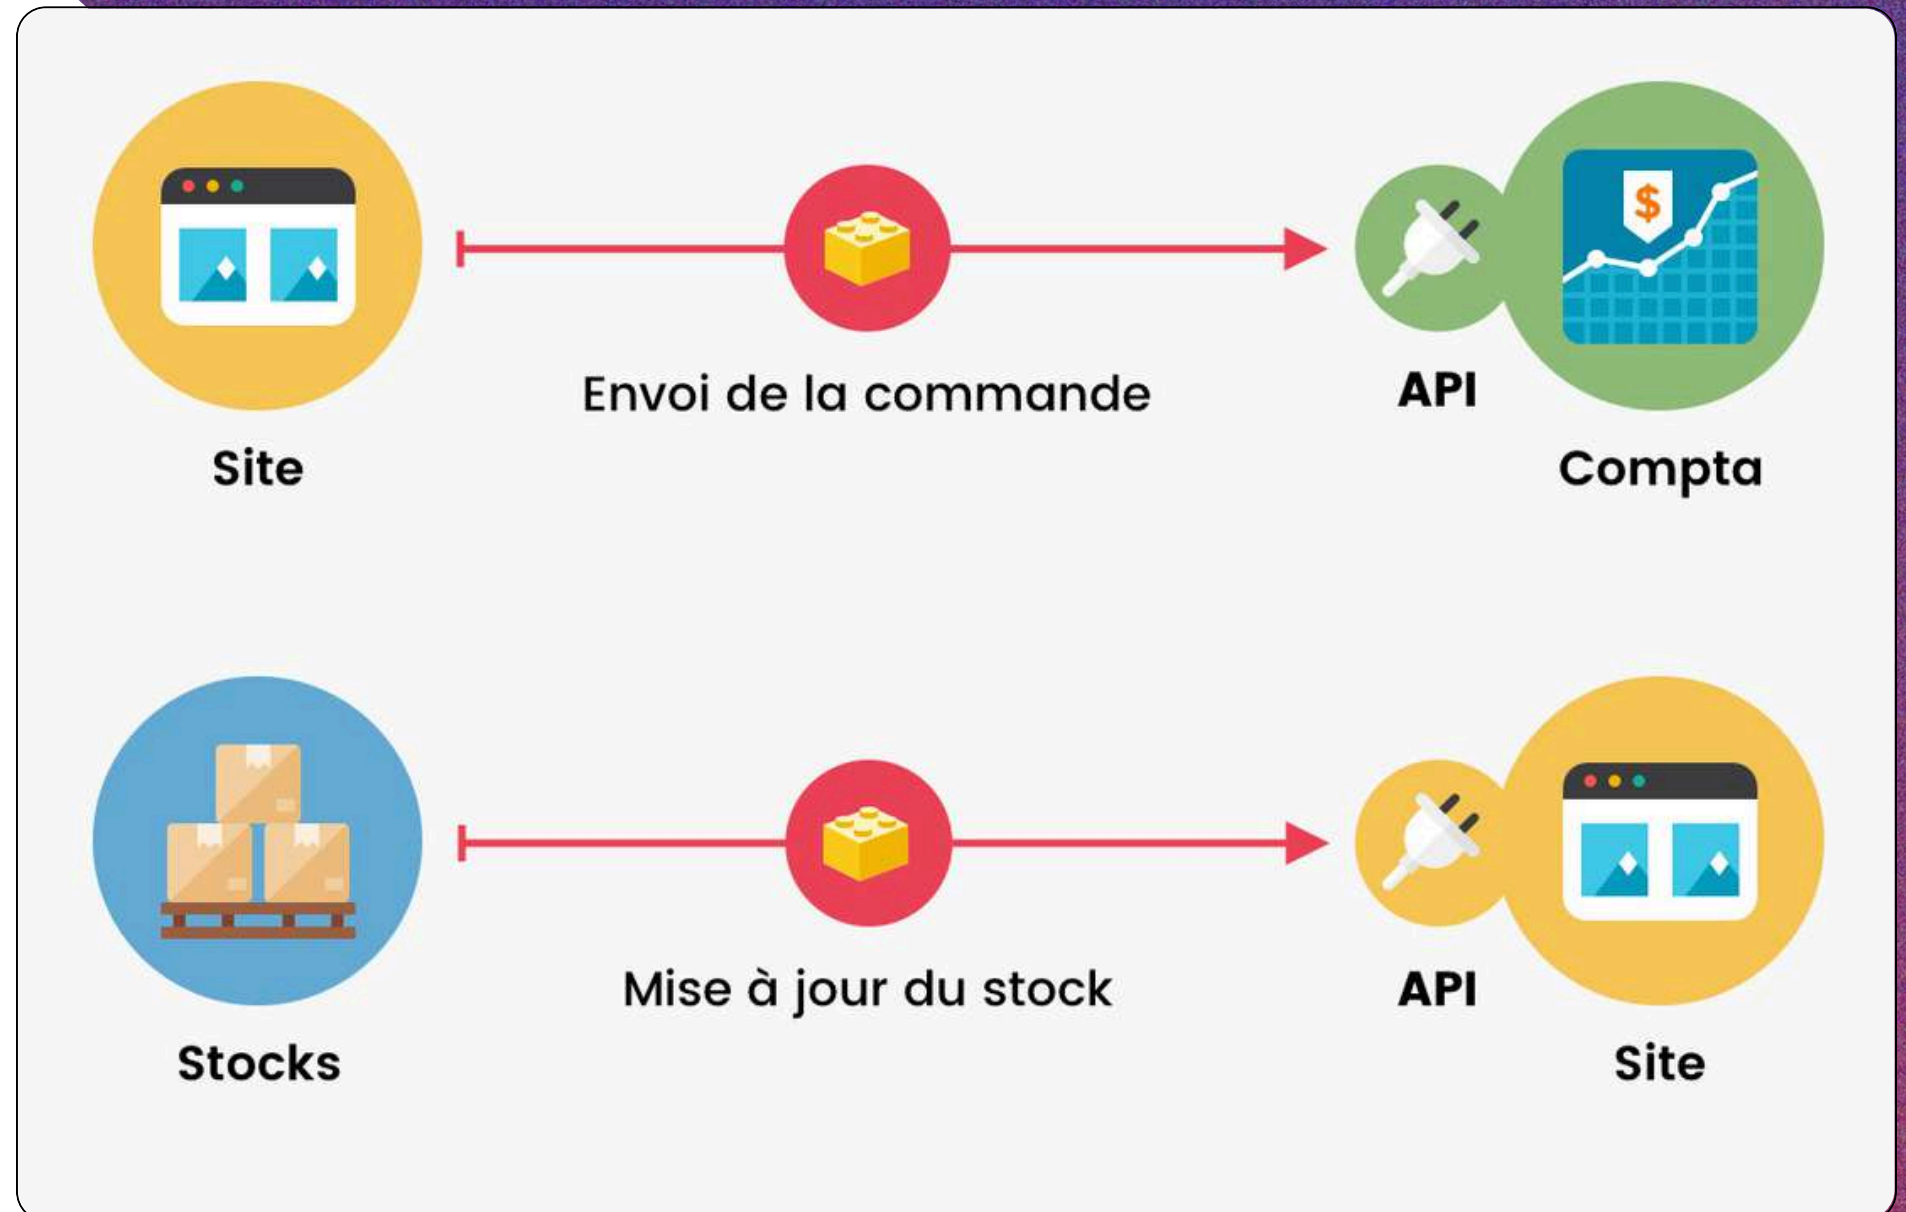 Envoi de la commande
API
Site
Compta
$
Mise à jour du stock
API
Stocks
Site